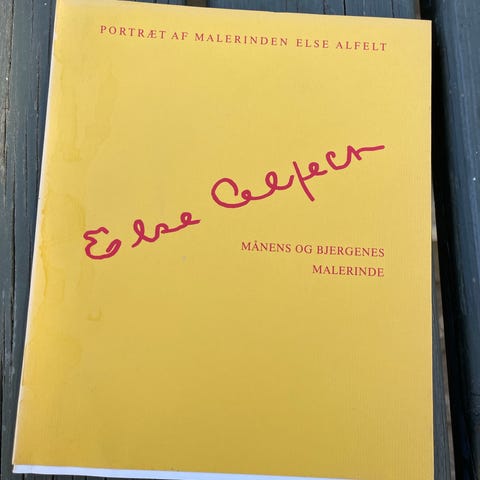 PORTRÆT AF MALERINDEN ELSE ALFELT
Else Alfelt
MÅNENS OG BJERGENES
MALERINDE